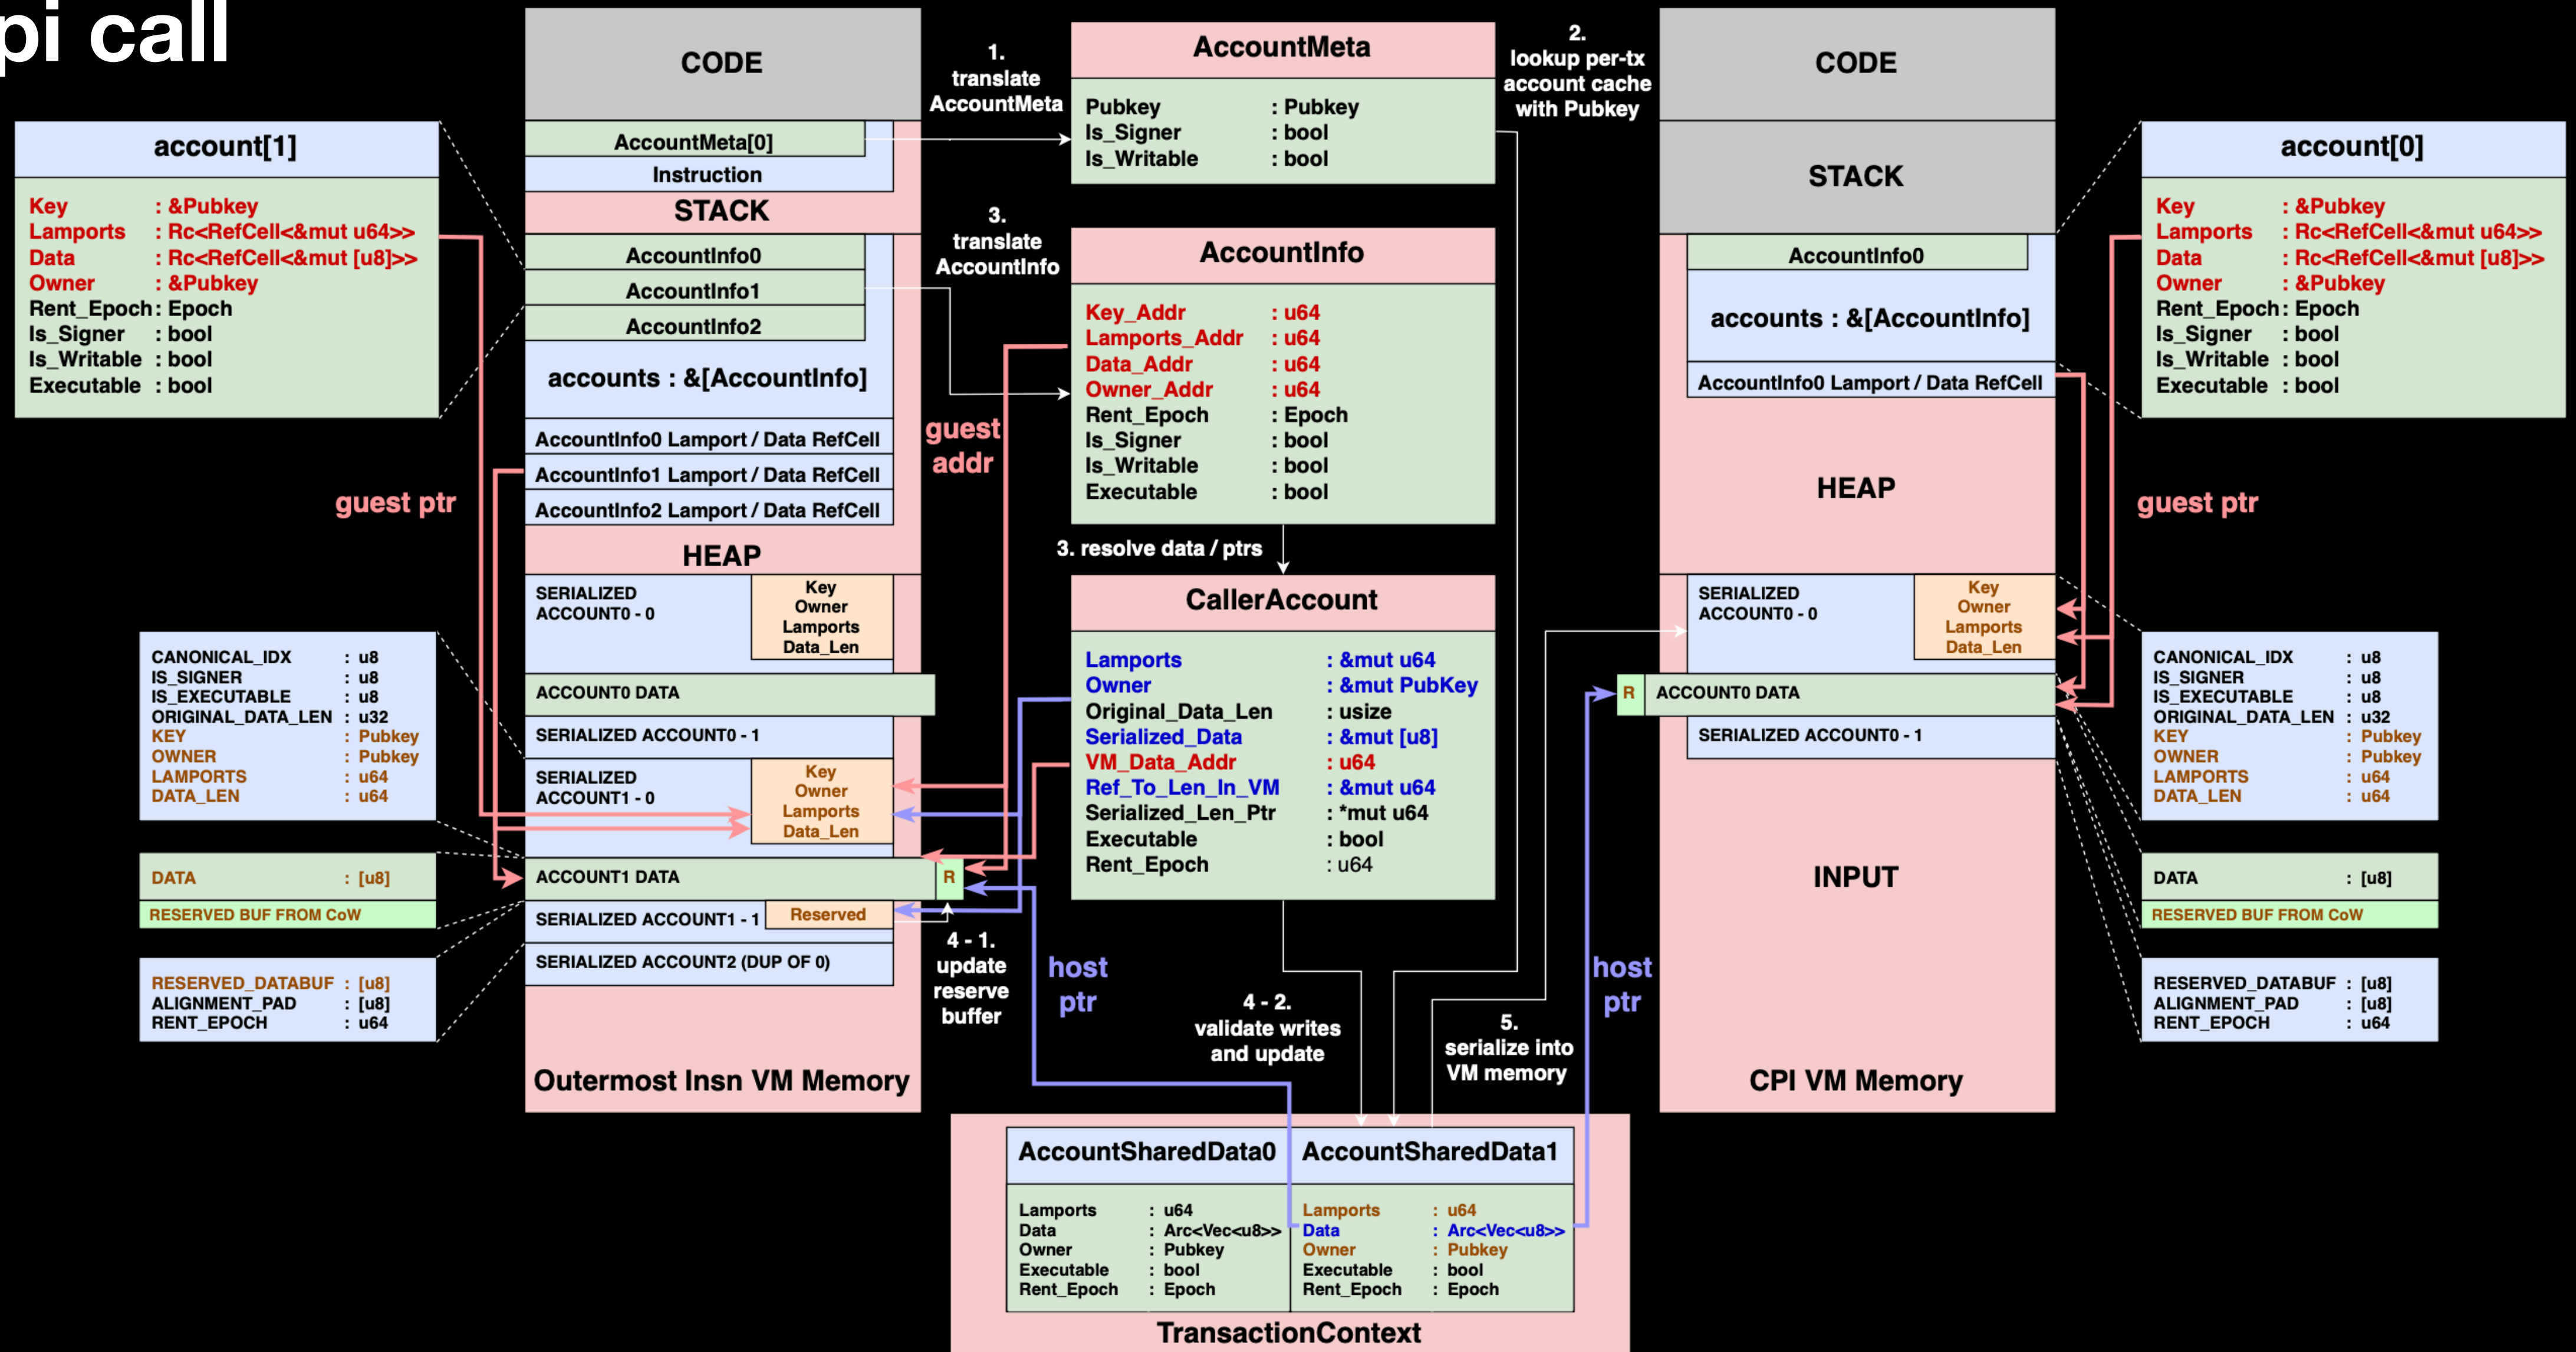 pi call
account[1]
Key : &Pubkey
Lamports : Rc<RefCell<&mut u64>>
Data : Rc<RefCell<&mut [u8]>>
Owner : &Pubkey
Rent_Epoch : Epoch
Is_Signer : bool
Is_Writable : bool
Executable : bool
guest ptr
CANONICAL_IDX : u8
IS_SIGNER : u8
IS_EXECUTABLE : u8
ORIGINAL_DATA_LEN : u32
KEY : Pubkey
OWNER : Pubkey
LAMPORTS : u64
DATA_LEN : u64
DATA : [u8]
RESERVED BUF FROM CoW
RESERVED_DATABUF : [u8]
ALIGNMENT_PAD : [u8]
RENT_EPOCH : u64
CODE
AccountMeta[0]
Instruction
STACK
AccountInfo0
AccountInfo1
AccountInfo2
accounts : &[AccountInfo]
AccountInfo0 Lamport / Data RefCell
AccountInfo1 Lamport / Data RefCell
AccountInfo2 Lamport / Data RefCell
HEAP
SERIALIZED
ACCOUNT0 - 0
Key
Owner
Lamports
Data_Len
ACCOUNT0 DATA
SERIALIZED ACCOUNT0 - 1
SERIALIZED
ACCOUNT1 - 0
Key
Owner
Lamports
Data_Len
ACCOUNT1 DATA
R
SERIALIZED ACCOUNT1 - 1
Reserved
SERIALIZED ACCOUNT2 (DUP OF 0)
Outermost Insn VM Memory
1.
translate
AccountMeta
3.
translate
AccountInfo
guest
addr
4 - 1.
update
reserve
buffer
host
ptr
AccountMeta
Pubkey : Pubkey
Is_Signer : bool
Is_Writable : bool
AccountInfo
Key_Addr : u64
Lamports_Addr : u64
Data_Addr : u64
Owner_Addr : u64
Rent_Epoch : Epoch
Is_Signer : bool
Is_Writable : bool
Executable : bool
3. resolve data / ptrs
CallerAccount
Lamports : &mut u64
Owner : &mut PubKey
Original_Data_Len : usize
Serialized_Data : &mut [u8]
VM_Data_Addr : u64
Ref_To_Len_In_VM : &mut u64
Serialized_Len_Ptr : *mut u64
Executable : bool
Rent_Epoch : u64
4 - 2.
validate writes
and update
2.
lookup per-tx
account cache
with Pubkey
5.
serialize into
VM memory
host
ptr
AccountSharedData0
Lamports : u64
Data : Arc<Vec<u8>>
Owner : Pubkey
Executable : bool
Rent_Epoch : Epoch
AccountSharedData1
Lamports : u64
Data : Arc<Vec<u8>>
Owner : Pubkey
Executable : bool
Rent_Epoch : Epoch
TransactionContext
CODE
STACK
AccountInfo0
accounts : &[AccountInfo]
AccountInfo0 Lamport / Data RefCell
HEAP
SERIALIZED
ACCOUNT0 - 0
Key
Owner
Lamports
Data_Len
R
ACCOUNT0 DATA
SERIALIZED ACCOUNT0 - 1
INPUT
CPI VM Memory
account[0]
Key : &Pubkey
Lamports : Rc<RefCell<&mut u64>>
Data : Rc<RefCell<&mut [u8]>>
Owner : &Pubkey
Rent_Epoch : Epoch
Is_Signer : bool
Is_Writable : bool
Executable : bool
guest ptr
CANONICAL_IDX : u8
IS_SIGNER : u8
IS_EXECUTABLE : u8
ORIGINAL_DATA_LEN : u32
KEY : Pubkey
OWNER : Pubkey
LAMPORTS : u64
DATA_LEN : u64
DATA : [u8]
RESERVED BUF FROM CoW
RESERVED_DATABUF : [u8]
ALIGNMENT_PAD : [u8]
RENT_EPOCH : u64